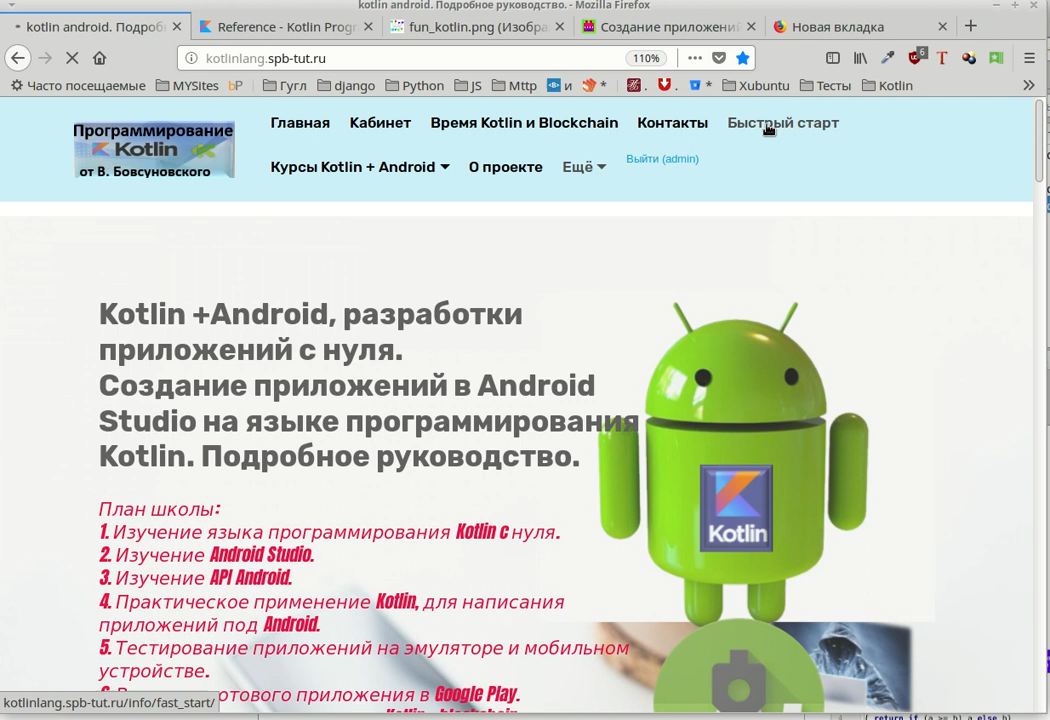 kotlin android. Подробное руководство. - Mozilla Firefox
kotlin android. Подроб
Reference - Kotlin Prog
fun_kotlin.png (Изобра
Создание приложений
Новая вкладка
kotlinlang.spb-tut.ru
110%
6
Часто посещаемые
MYSites
bP
Гугл
django
Python
JS
Mttp
и
*
.
.
*
Xubuntu
Тесты
Kotlin
Программирование
Kotlin
от В. Бовсуновского
Главная
Кабинет
Время Kotlin и Blockchain
Контакты
Быстрый старт
Курсы Kotlin + Android
О проекте
Ещё
Выйти (admin)
Kotlin +Android, разработки
приложений с нуля.
Создание приложений в Android
Studio на языке программирования
Kotlin. Подробное руководство.
План школы:
1. Изучение языка программирования Kotlin с нуля.
2. Изучение Android Studio.
3. Изучение API Android.
4. Практическое применение Kotlin, для написания
приложений под Android.
5. Тестирование приложений на эмуляторе и мобильном
устройстве.
отового приложения в Google Play.
Kotlin
kotlinlang.spb-tut.ru/info/fast_start/